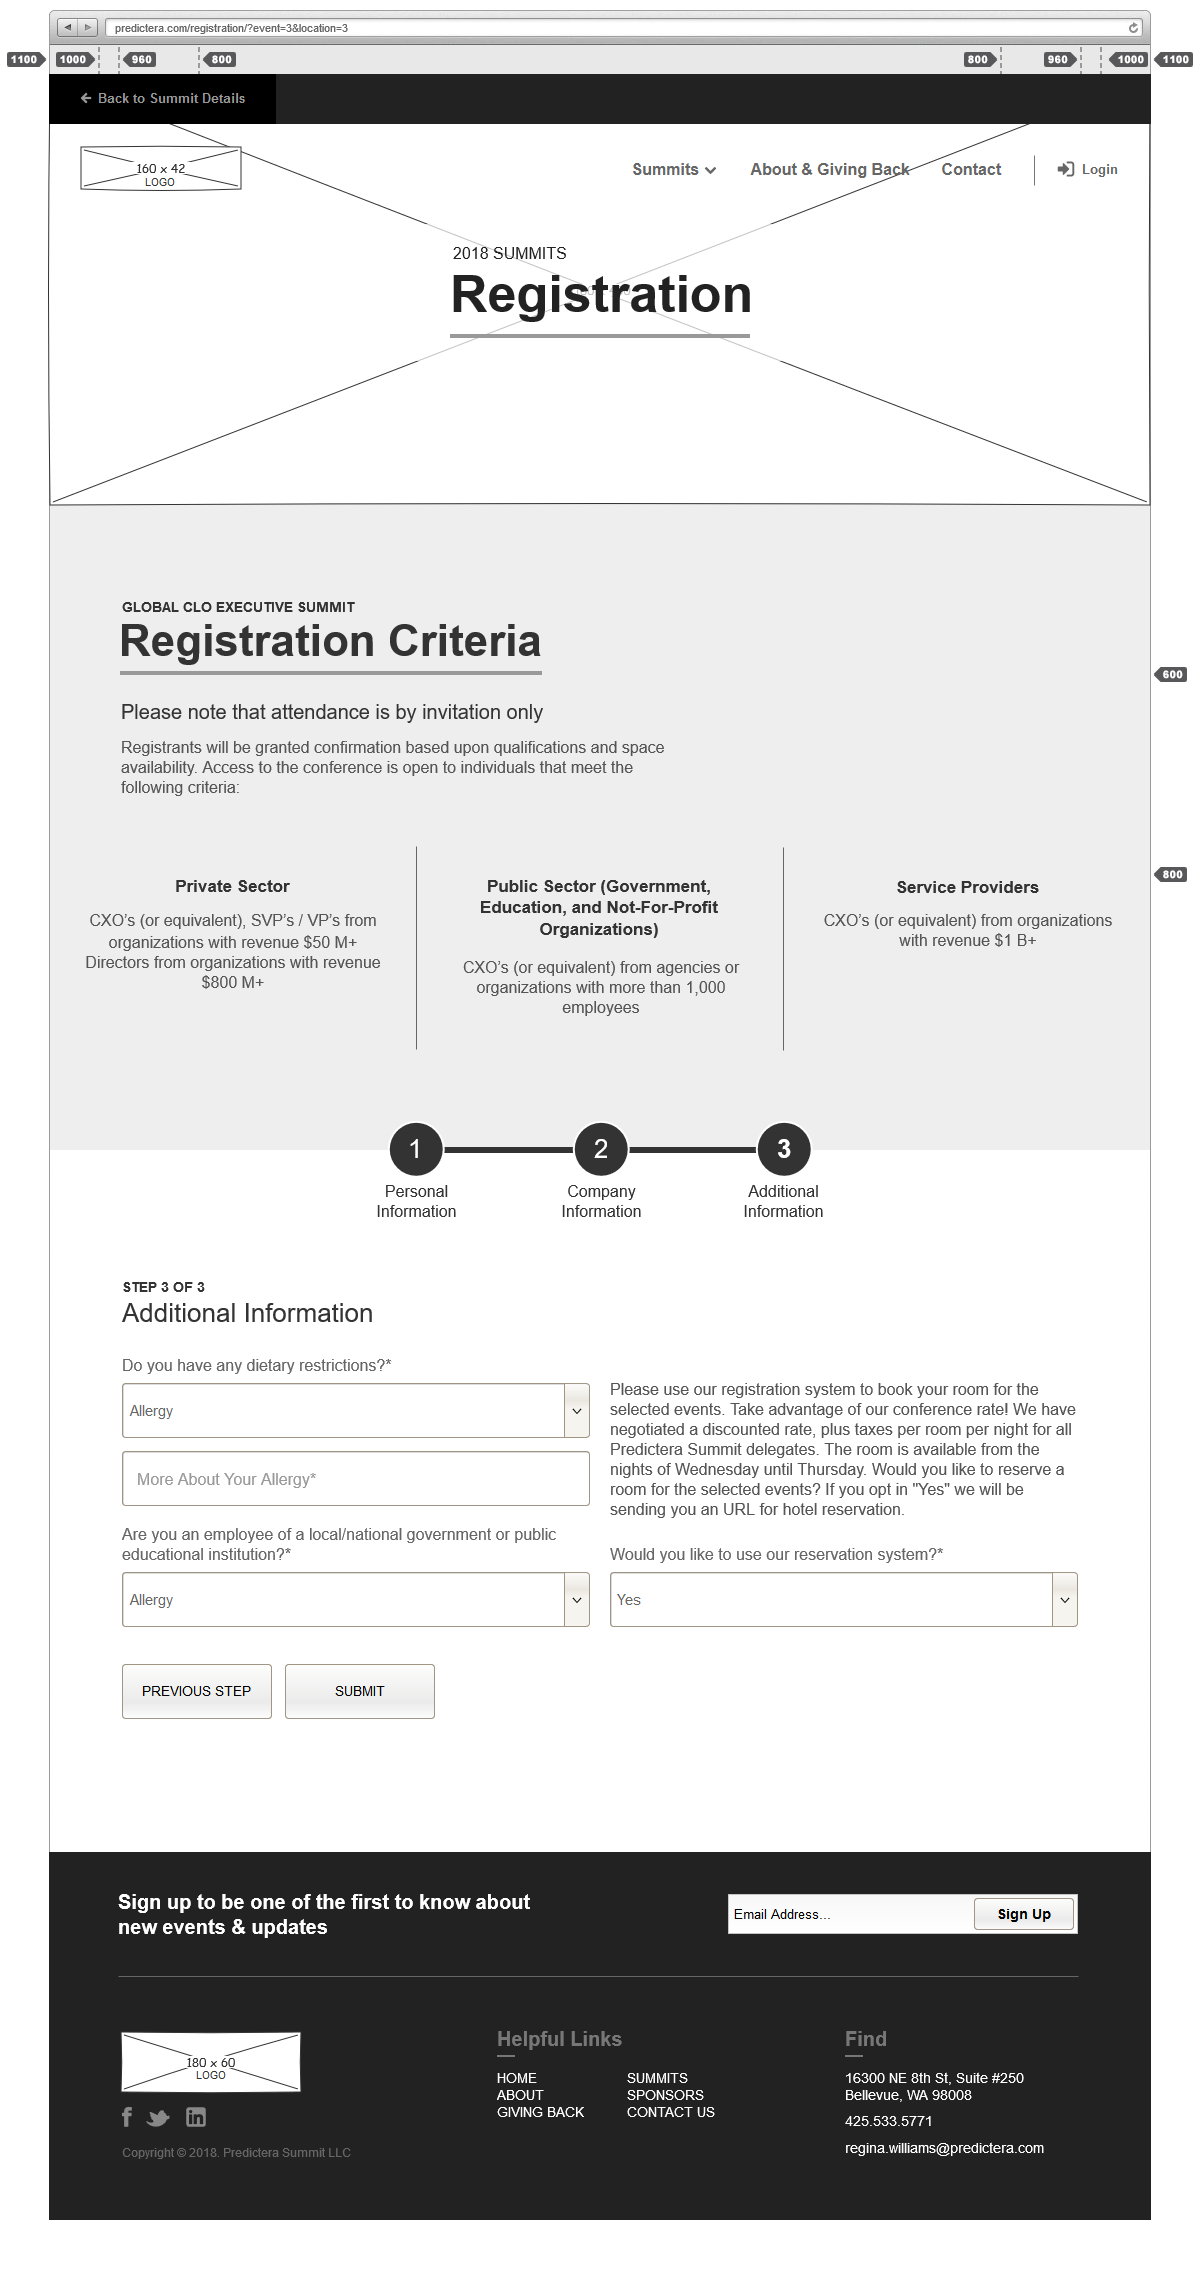 predictera.com/registration/?event=3&location=3
1100 1000 960 800 800 960 1000 1100
Back to Summit Details
160 x 42
LOGO
Summits About & Giving Back Contact Login
2018 SUMMITS
Registration
GLOBAL CLO EXECUTIVE SUMMIT
Registration Criteria
600
Please note that attendance is by invitation only
Registrants will be granted confirmation based upon qualifications and space
availability. Access to the conference is open to individuals that meet the
following criteria:
800
Private Sector
CXO's (or equivalent), SVP's / VP's from
organizations with revenue $50 M+
Directors from organizations with revenue
$800 M+
Public Sector (Government,
Education, and Not-For-Profit
Organizations)
CXO's (or equivalent) from agencies or
organizations with more than 1,000
employees
Service Providers
CXO's (or equivalent) from organizations
with revenue $1 B+
1 2 3
Personal
Information
Company
Information
Additional
Information
STEP 3 OF 3
Additional Information
Do you have any dietary restrictions?*
Allergy
More About Your Allergy*
Are you an employee of a local/national government or public
educational institution?*
Allergy
Please use our registration system to book your room for the
selected events. Take advantage of our conference rate! We have
negotiated a discounted rate, plus taxes per room per night for all
Predictera Summit delegates. The room is available from the
nights of Wednesday until Thursday. Would you like to reserve a
room for the selected events? If you opt in "Yes" we will be
sending you an URL for hotel reservation.
Would you like to use our reservation system?*
Yes
PREVIOUS STEP SUBMIT
Sign up to be one of the first to know about
new events & updates
Email Address... Sign Up
180 x 60
LOGO
Copyright © 2018. Predictera Summit LLC
Helpful Links
HOME SUMMITS
ABOUT SPONSORS
GIVING BACK CONTACT US
Find
16300 NE 8th St, Suite #250
Bellevue, WA 98008
425.533.5771
regina.williams@predictera.com